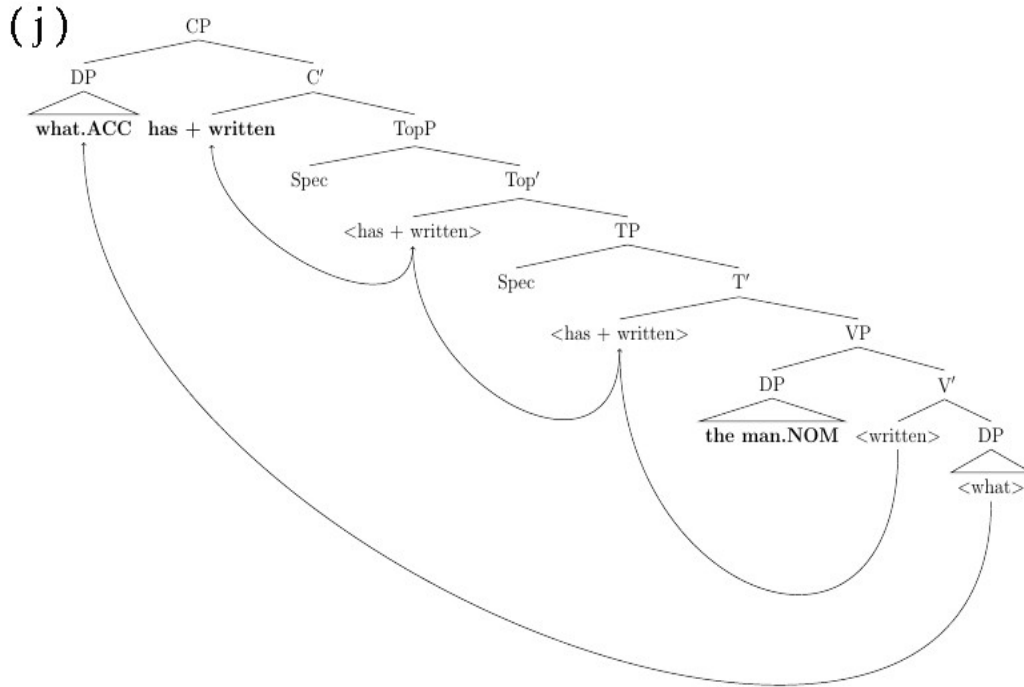 (j)
CP
DP C′
what.ACC has + written TopP
Spec Top′
<has + written> TP
Spec T′
<has + written> VP
DP V′
the man.NOM <written> DP
<what>